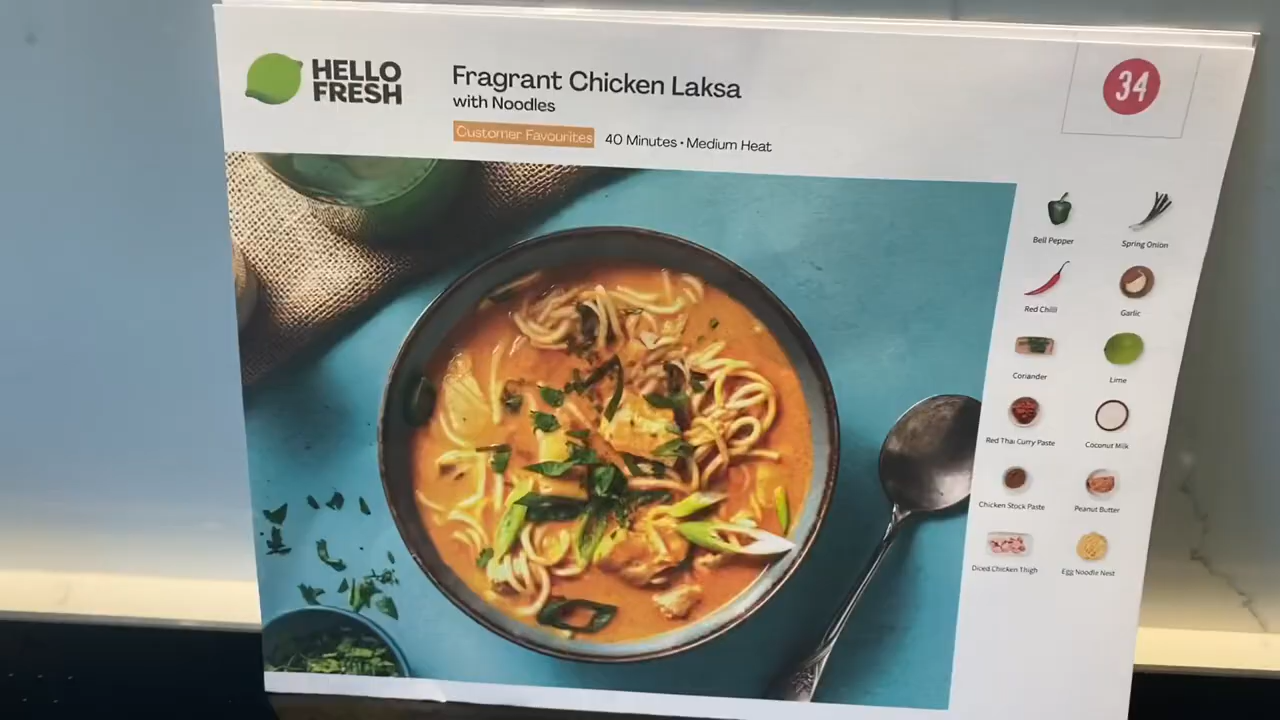 HELLO
FRESH
Fragrant Chicken Laksa
with Noodles
Customer Favourites 40 Minutes • Medium Heat
34
Bell Pepper
Spring Onion
Red Chilli
Garlic
Coriander
Lime
Red Thai Curry Paste
Coconut Milk
Chicken Stock Paste
Peanut Butter
Diced Chicken Thigh
Egg Noodle Nest